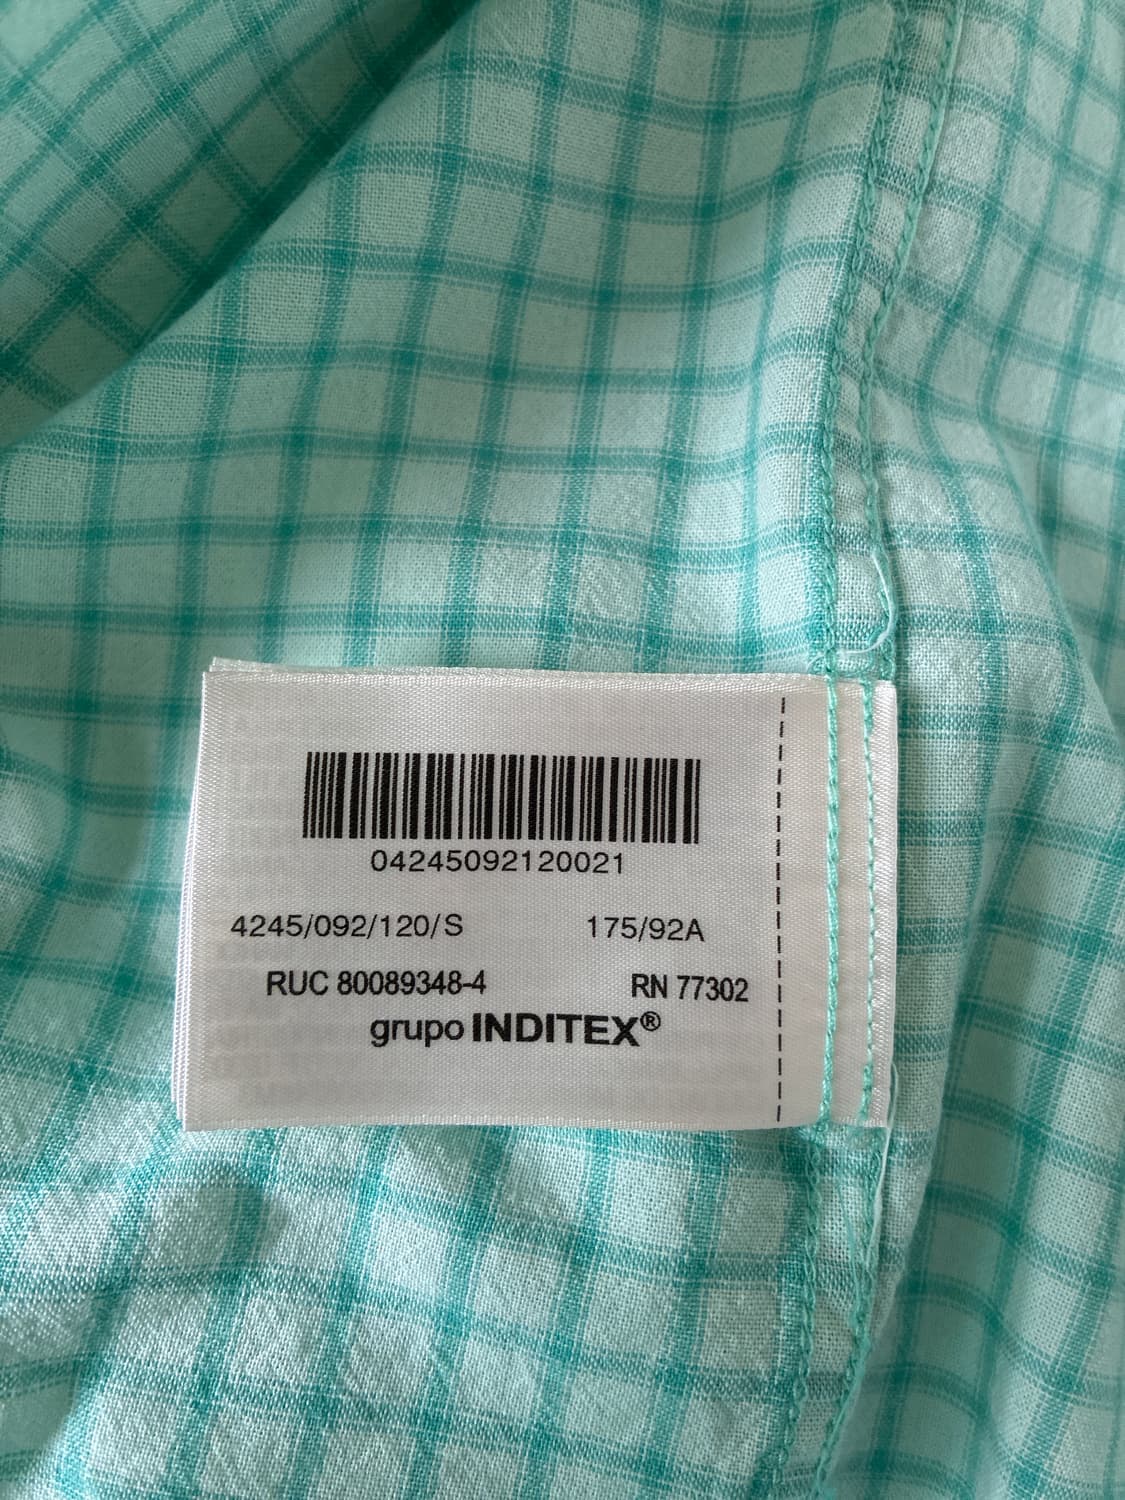 04245092120021
4245/092/120/S 175/92A
RUC 80089348-4 RN 77302
grupo INDITEX®